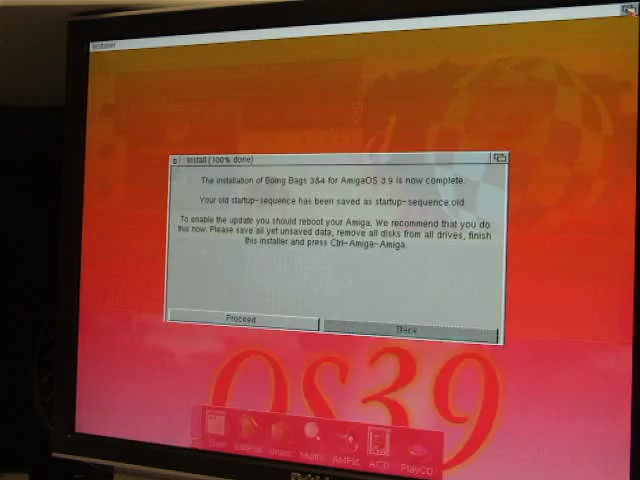 Installer
Install (100% done)
The installation of Boing Bags 3&4 for AmigaOS 3.9 is now complete.
Your old startup-sequence has been saved as startup-sequence.old.
To enable the update you should reboot your Amiga. We recommend that you do
this now. Please save all yet unsaved data, remove all disks from all drives, finish
this installer and press Ctrl-Amiga-Amiga.
Proceed
Back
OS39
PlayCD